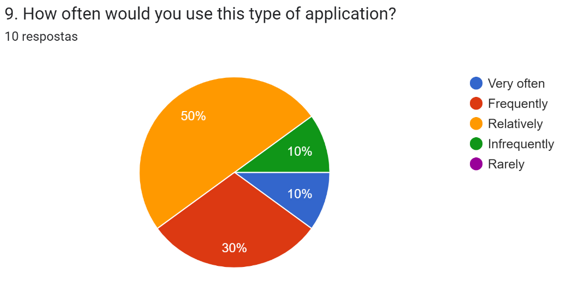 9. How often would you use this type of application?
10 respostas
50%
10%
10%
30%
Very often
Frequently
Relatively
Infrequently
Rarely